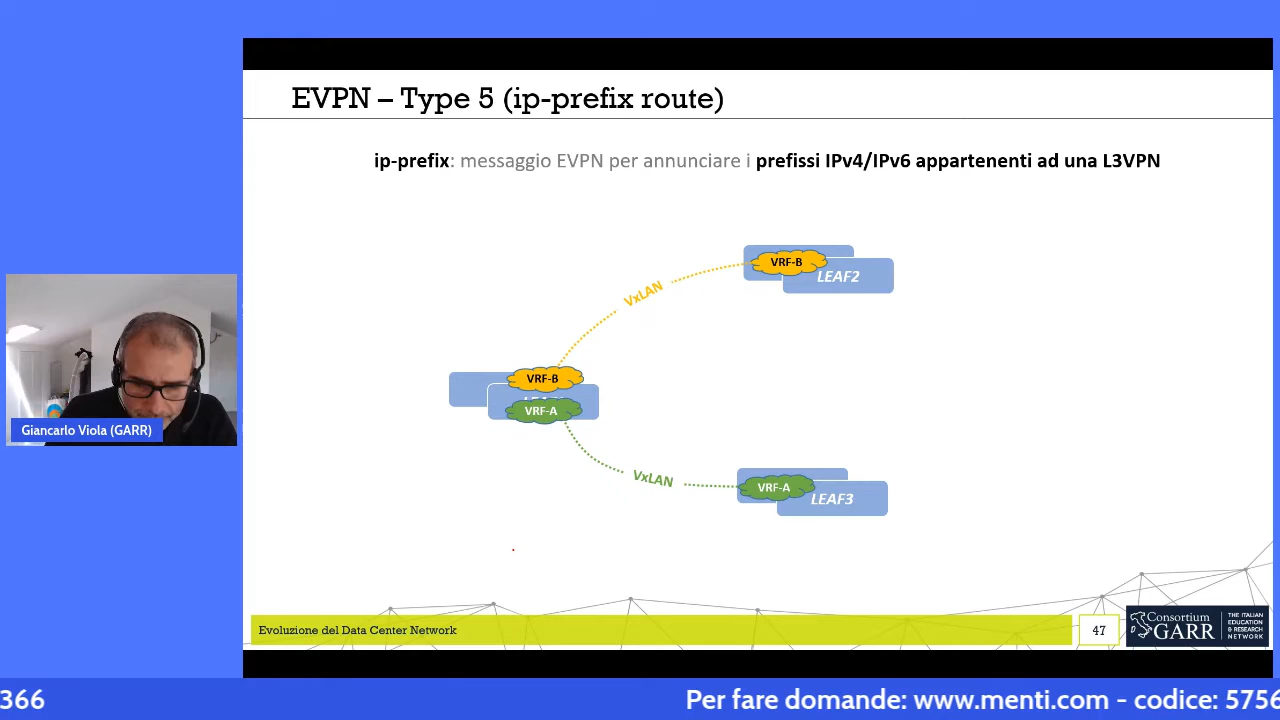 EVPN – Type 5 (ip-prefix route)
ip-prefix: messaggio EVPN per annunciare i prefissi IPv4/IPv6 appartenenti ad una L3VPN
VRF-B
LEAF2
VxLAN
VRF-B
VRF-A
VxLAN
VRF-A
LEAF3
Giancarlo Viola (GARR)
Evoluzione del Data Center Network
47
Consortium
GARR
THE ITALIAN
EDUCATION
& RESEARCH
NETWORK
366
Per fare domande: www.menti.com - codice: 5756